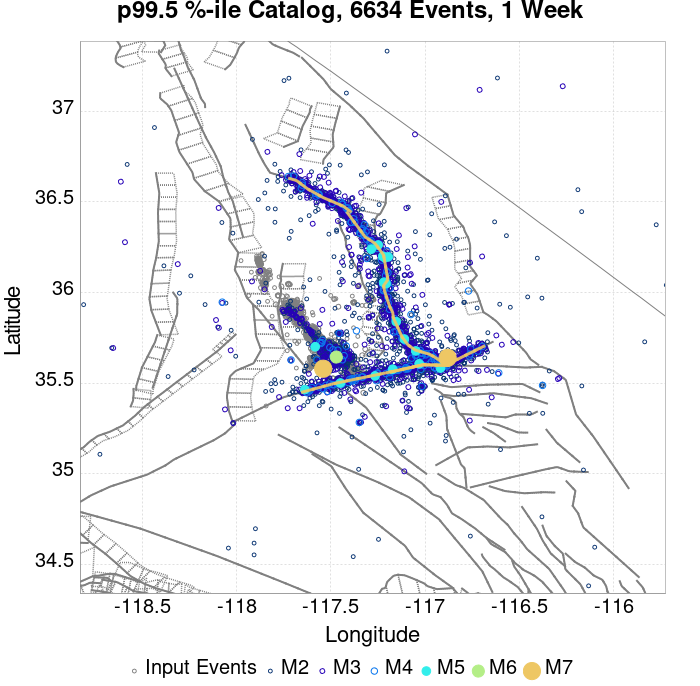 p99.5 %-ile Catalog, 6634 Events, 1 Week
Latitude
37
36.5
36
35.5
35
34.5
-118.5 -118 -117.5 -117 -116.5 -116
Longitude
Input Events M2 M3 M4 M5 M6 M7